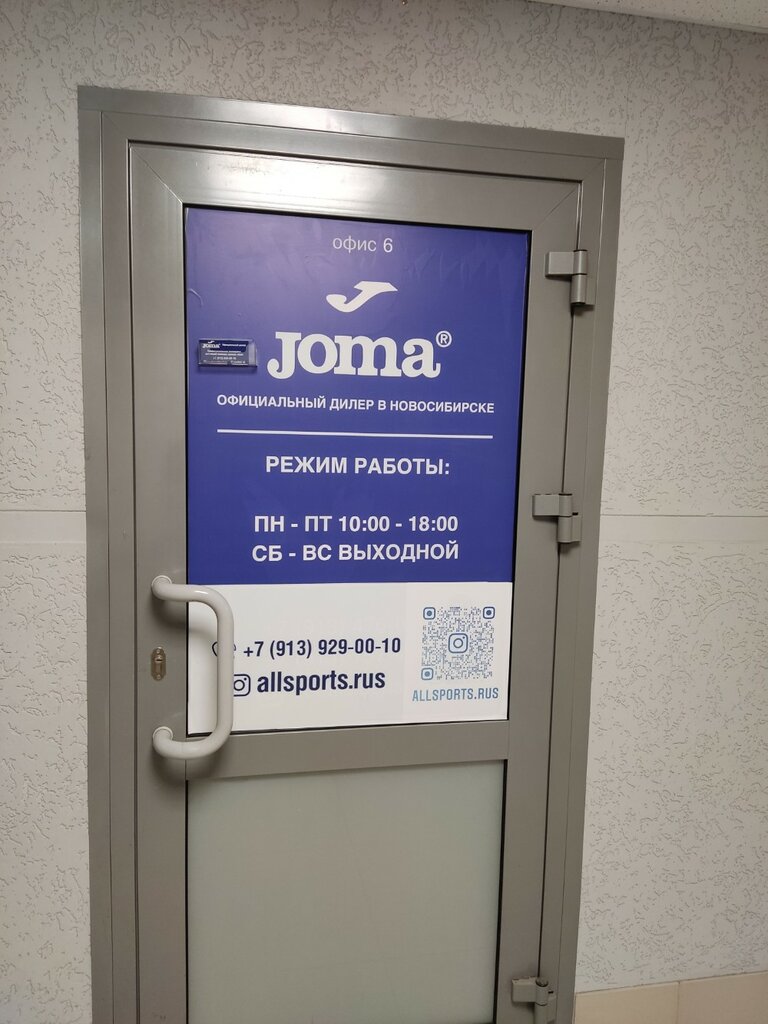 офис 6
Joma®
ОФИЦИАЛЬНЫЙ ДИЛЕР В НОВОСИБИРСКЕ
РЕЖИМ РАБОТЫ:
ПН - ПТ 10:00 - 18:00
СБ - ВС ВЫХОДНОЙ
+7 (913) 929-00-10
allsports.rus
ALLSPORTS.RUS
Joma